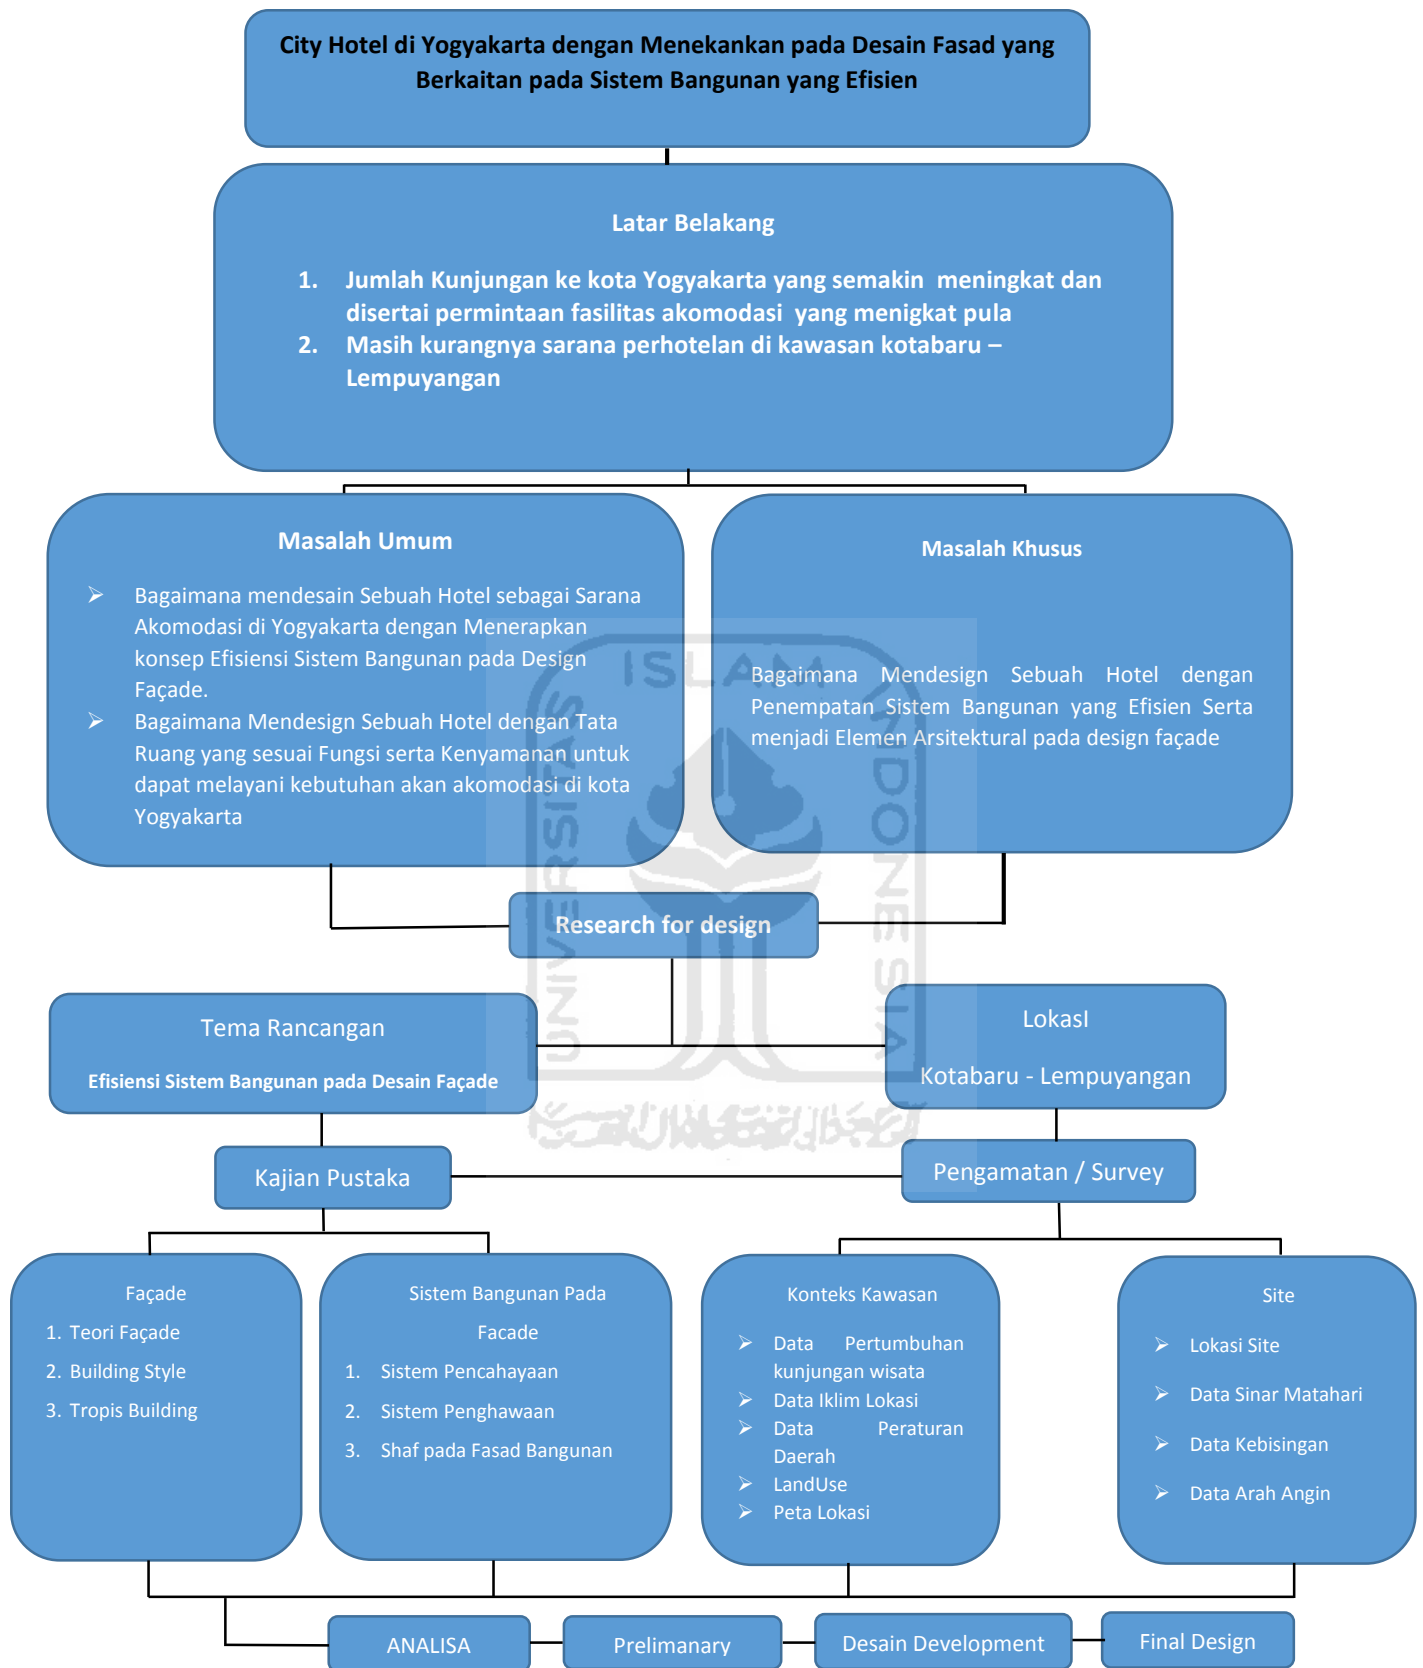 City Hotel di Yogyakarta dengan Menekankan pada Desain Fasad yang
Berkaitan pada Sistem Bangunan yang Efisien
Latar Belakang
1. Jumlah Kunjungan ke kota Yogyakarta yang semakin meningkat dan
disertai permintaan fasilitas akomodasi yang menigkat pula
2. Masih kurangnya sarana perhotelan di kawasan kotabaru –
Lempuyangan
Masalah Umum
➢ Bagaimana mendesain Sebuah Hotel sebagai Sarana
Akomodasi di Yogyakarta dengan Menerapkan
konsep Efisiensi Sistem Bangunan pada Design
Façade.
➢ Bagaimana Mendesign Sebuah Hotel dengan Tata
Ruang yang sesuai Fungsi serta Kenyamanan untuk
dapat melayani kebutuhan akan akomodasi di kota
Yogyakarta
Masalah Khusus
Bagaimana Mendesign Sebuah Hotel dengan
Penempatan Sistem Bangunan yang Efisien Serta
menjadi Elemen Arsitektural pada design façade
UNIVERSITAS
ISLAM
INDONESIA
Research for design
Tema Rancangan
Efisiensi Sistem Bangunan pada Desain Façade
LokasI
Kotabaru - Lempuyangan
Kajian Pustaka
Pengamatan / Survey
Façade
1. Teori Façade
2. Building Style
3. Tropis Building
Sistem Bangunan Pada
Facade
1. Sistem Pencahayaan
2. Sistem Penghawaan
3. Shaf pada Fasad Bangunan
Konteks Kawasan
➢ Data Pertumbuhan
kunjungan wisata
➢ Data Iklim Lokasi
➢ Data Peraturan
Daerah
➢ LandUse
➢ Peta Lokasi
Site
➢ Lokasi Site
➢ Data Sinar Matahari
➢ Data Kebisingan
➢ Data Arah Angin
ANALISA
Prelimanary
Desain Development
Final Design